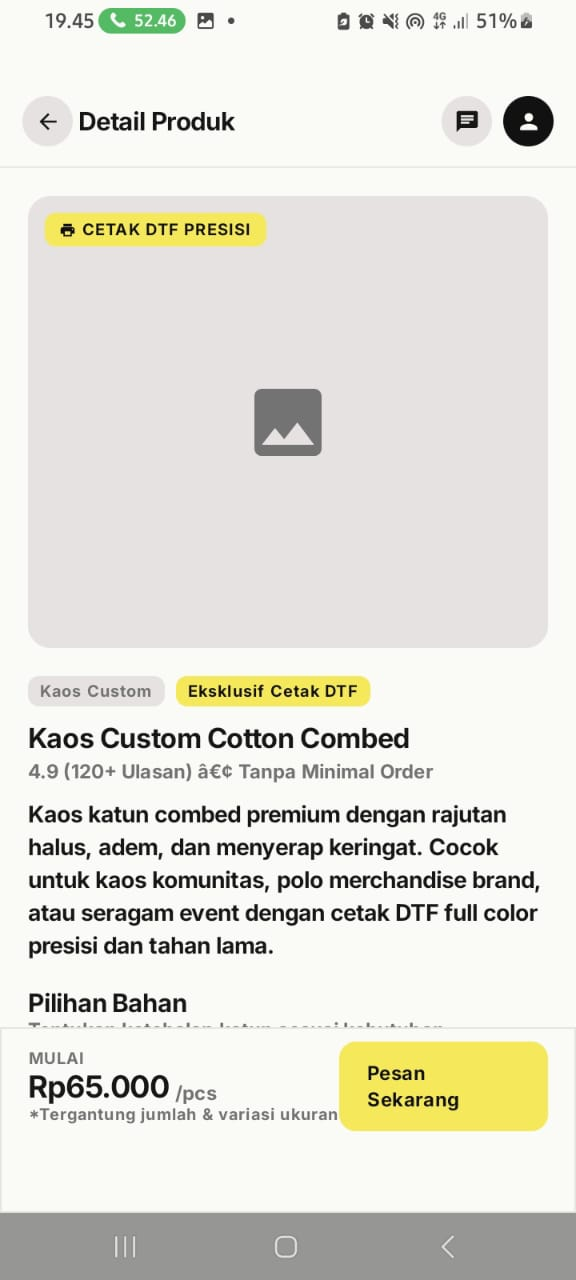 19.45 52.46 4G 51%
Detail Produk
CETAK DTF PRESISI
Kaos Custom Eksklusif Cetak DTF
Kaos Custom Cotton Combed
4.9 (120+ Ulasan) â€¢ Tanpa Minimal Order
Kaos katun combed premium dengan rajutan
halus, adem, dan menyerap keringat. Cocok
untuk kaos komunitas, polo merchandise brand,
atau seragam event dengan cetak DTF full color
presisi dan tahan lama.
Pilihan Bahan
MULAI
Rp65.000 /pcs
*Tergantung jumlah & variasi ukuran
Pesan
Sekarang